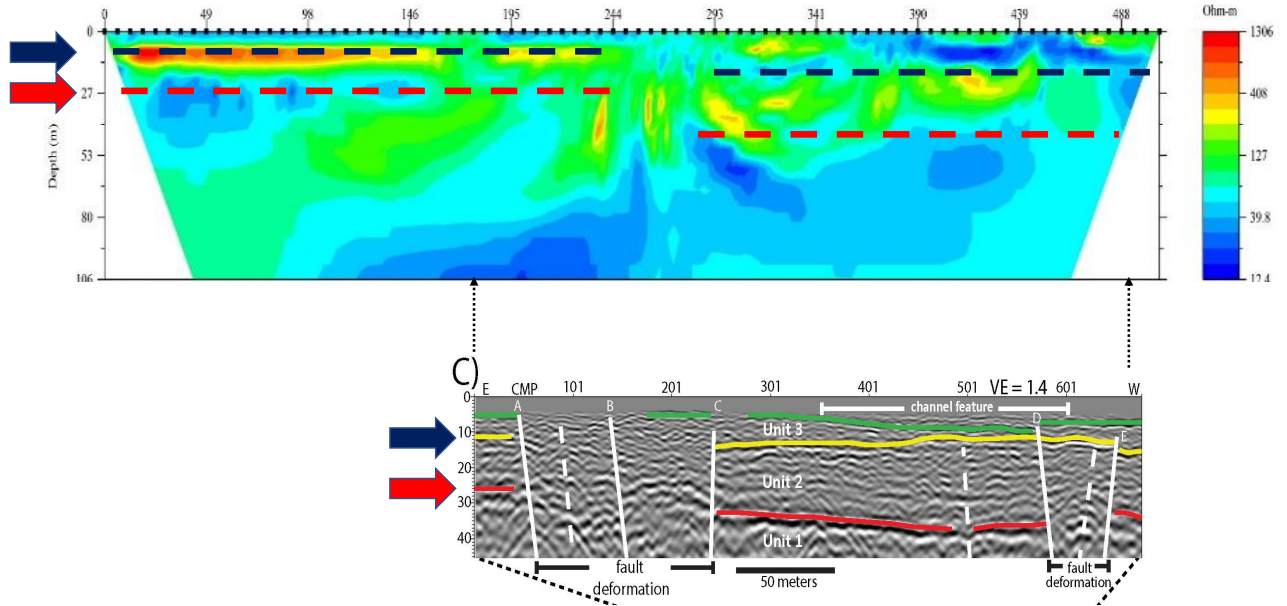 0 49 98 146 195 244 293 341 390 439 488
Ohm-m
0
27
53
80
106
Depth (m)
1306
408
127
39.8
12.4
C)
E CMP 101 201 301 401 501 VE = 1.4 601 W
0
10
20
30
40
A
B
C
D
E
channel feature
Unit 3
Unit 2
Unit 1
fault
deformation
50 meters
fault
deformation